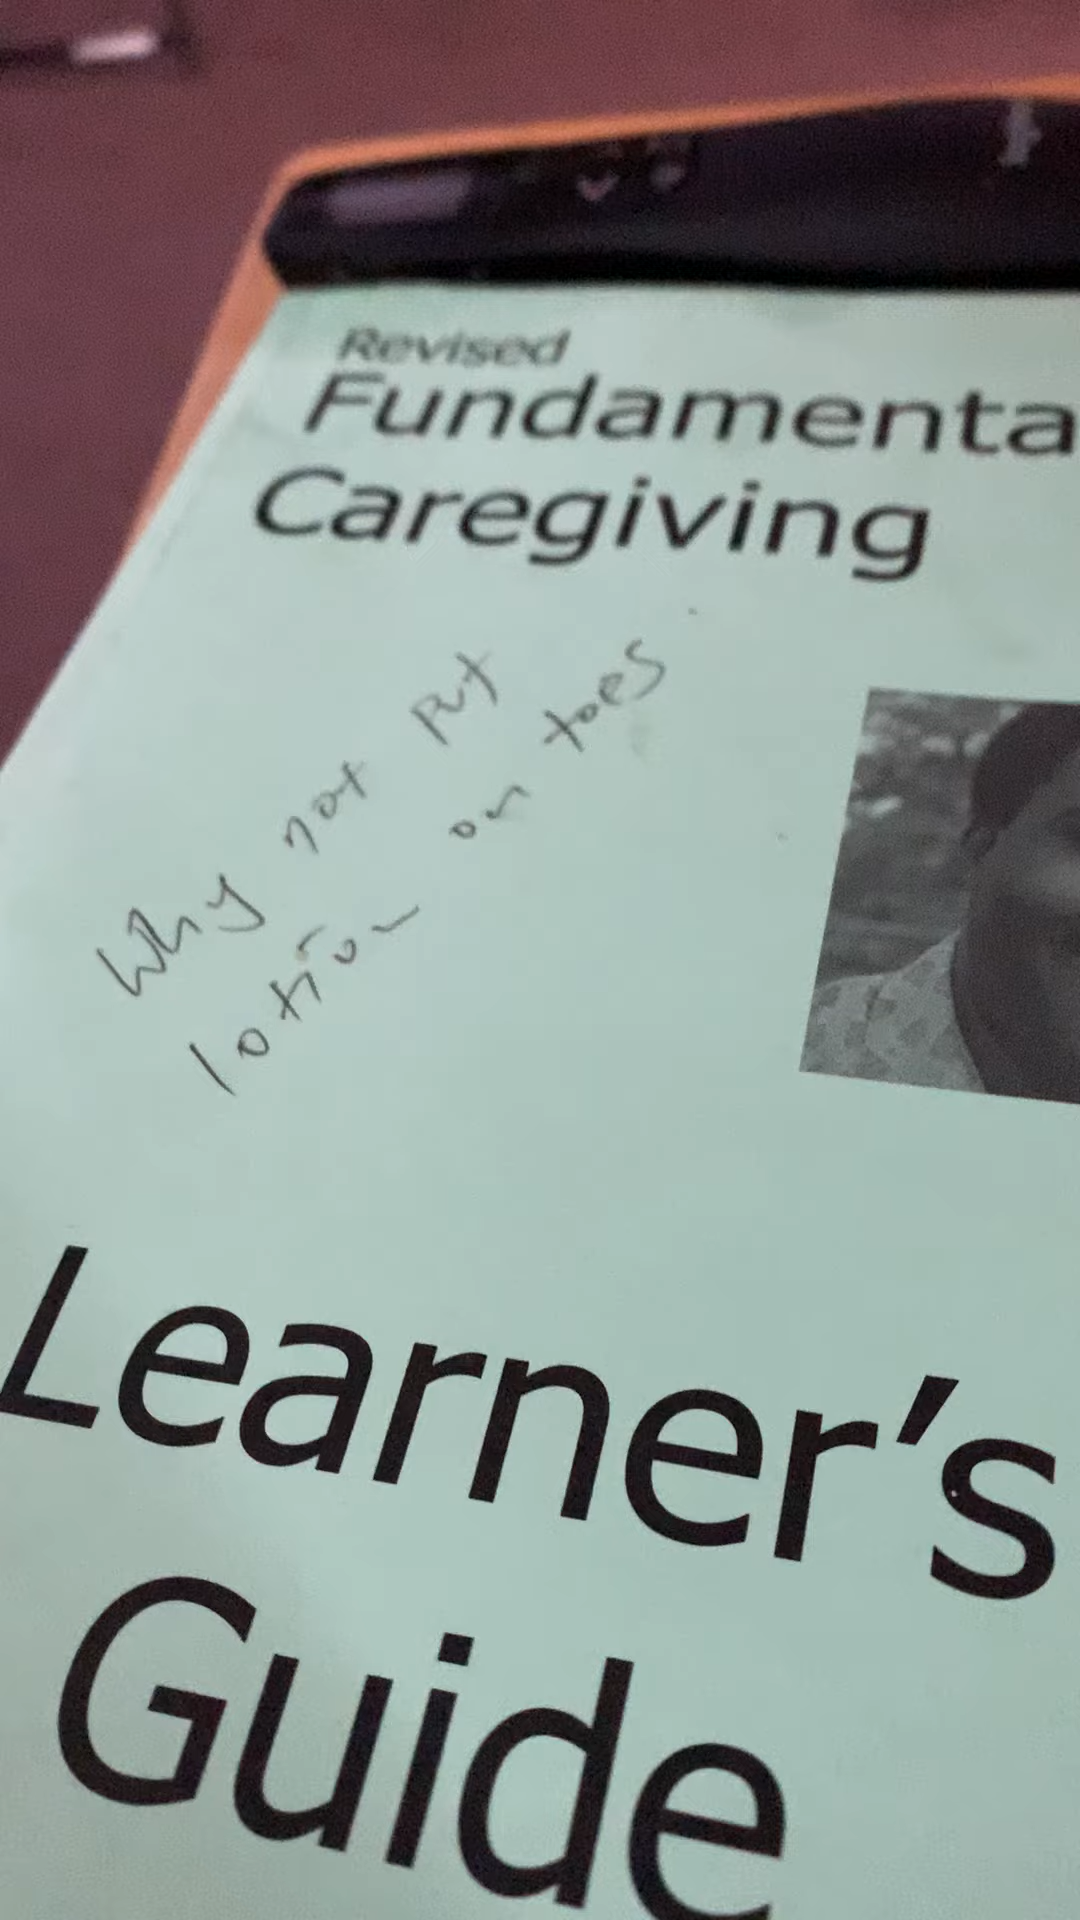 Revised
Fundamenta
Caregiving
Why not Put
lotion on toes
Learner's
Guide